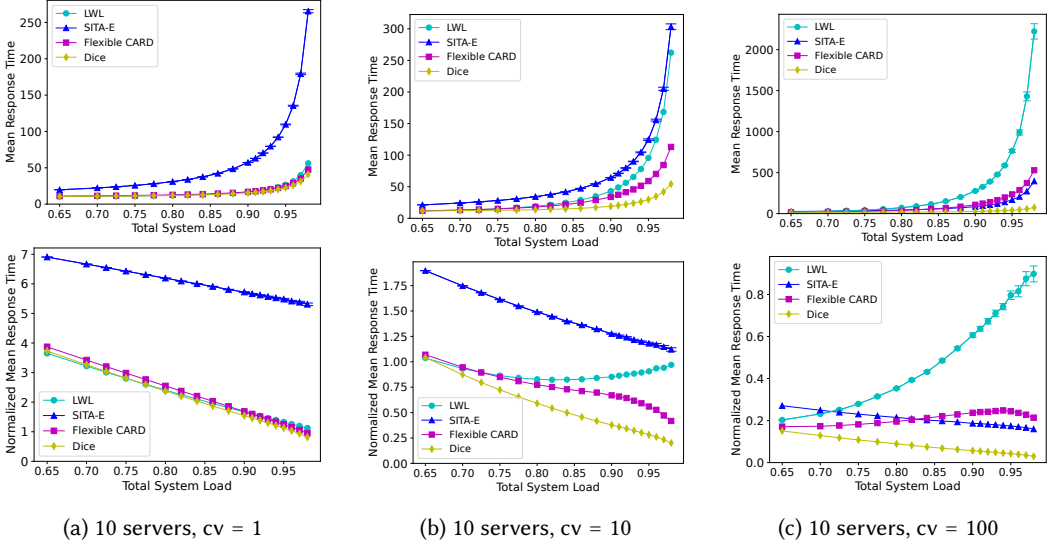 LWL
SITA-E
Flexible CARD
Dice
Mean Response Time
250
200
150
100
50
0
0.65 0.70 0.75 0.80 0.85 0.90 0.95
Total System Load
LWL
SITA-E
Flexible CARD
Dice
Mean Response Time
300
250
200
150
100
50
0
0.65 0.70 0.75 0.80 0.85 0.90 0.95
Total System Load
LWL
SITA-E
Flexible CARD
Dice
Mean Response Time
2000
1500
1000
500
0
0.65 0.70 0.75 0.80 0.85 0.90 0.95
Total System Load
Normalized Mean Response Time
7
6
5
4
3
2
1
0
LWL
SITA-E
Flexible CARD
Dice
0.65 0.70 0.75 0.80 0.85 0.90 0.95
Total System Load
Normalized Mean Response Time
1.75
1.50
1.25
1.00
0.75
0.50
0.25
0.00
LWL
SITA-E
Flexible CARD
Dice
0.65 0.70 0.75 0.80 0.85 0.90 0.95
Total System Load
Normalized Mean Response Time
0.8
0.6
0.4
0.2
0.0
LWL
SITA-E
Flexible CARD
Dice
0.65 0.70 0.75 0.80 0.85 0.90 0.95
Total System Load
(a) 10 servers, cv = 1
(b) 10 servers, cv = 10
(c) 10 servers, cv = 100